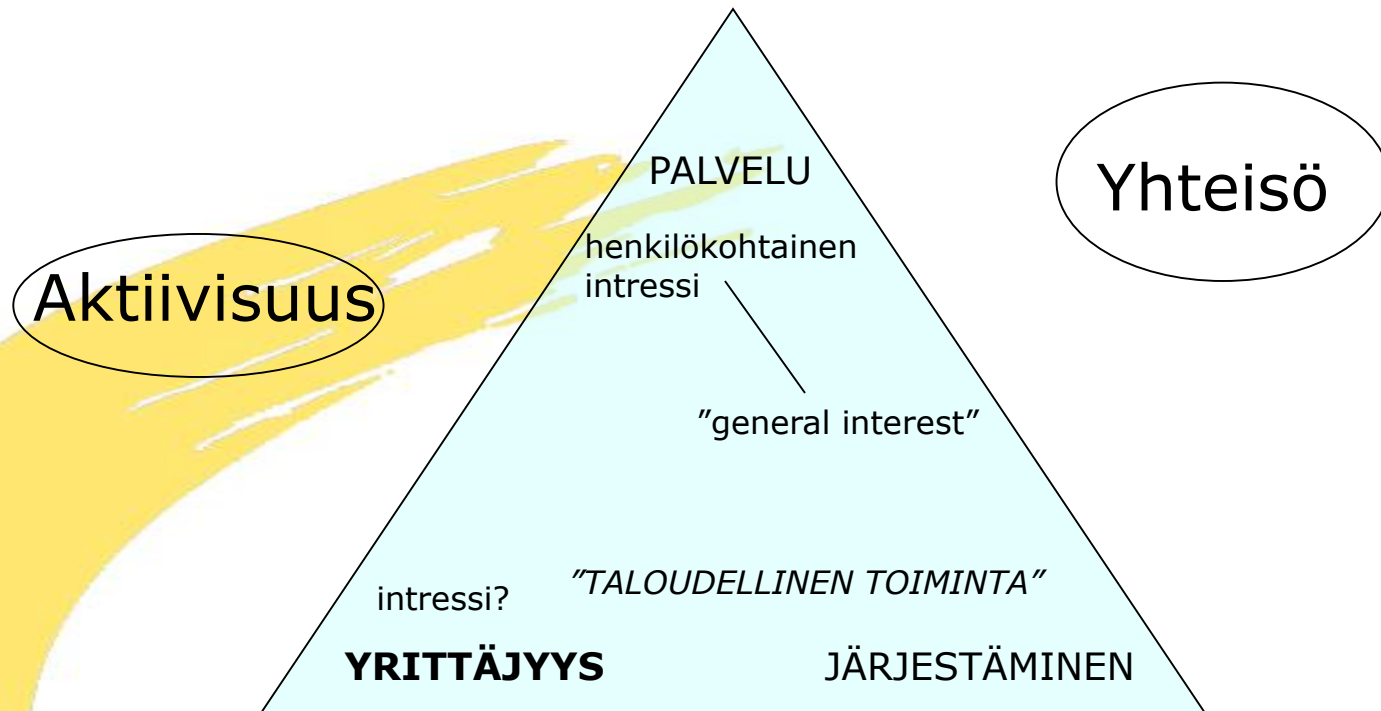 PALVELU
Yhteisö
henkilökohtainen
intressi
Aktiivisuus
”general interest”
”TALOUDELLINEN TOIMINTA”
intressi?
YRITTÄJYYS
JÄRJESTÄMINEN